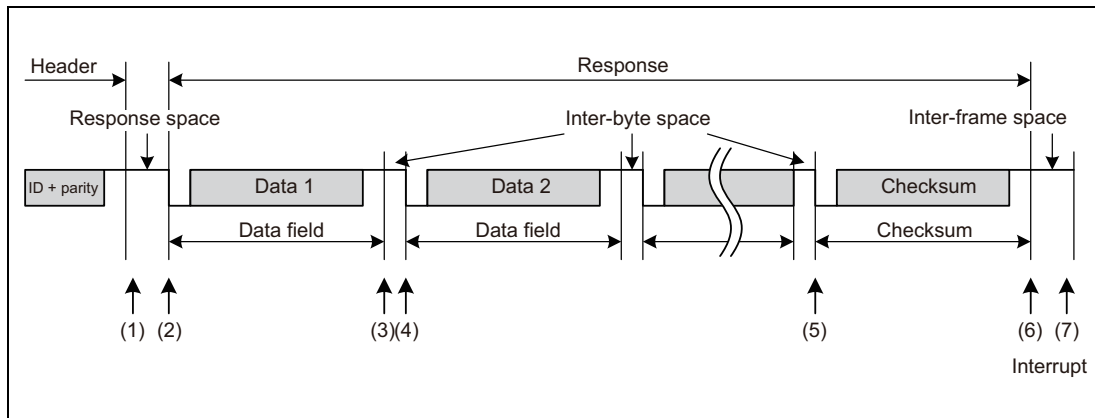 Header
Response
Response space
Inter-byte space
Inter-frame space
ID + parity
Data 1
Data 2
Checksum
Data field
Data field
Checksum
(1)
(2)
(3)
(4)
(5)
(6)
(7)
Interrupt